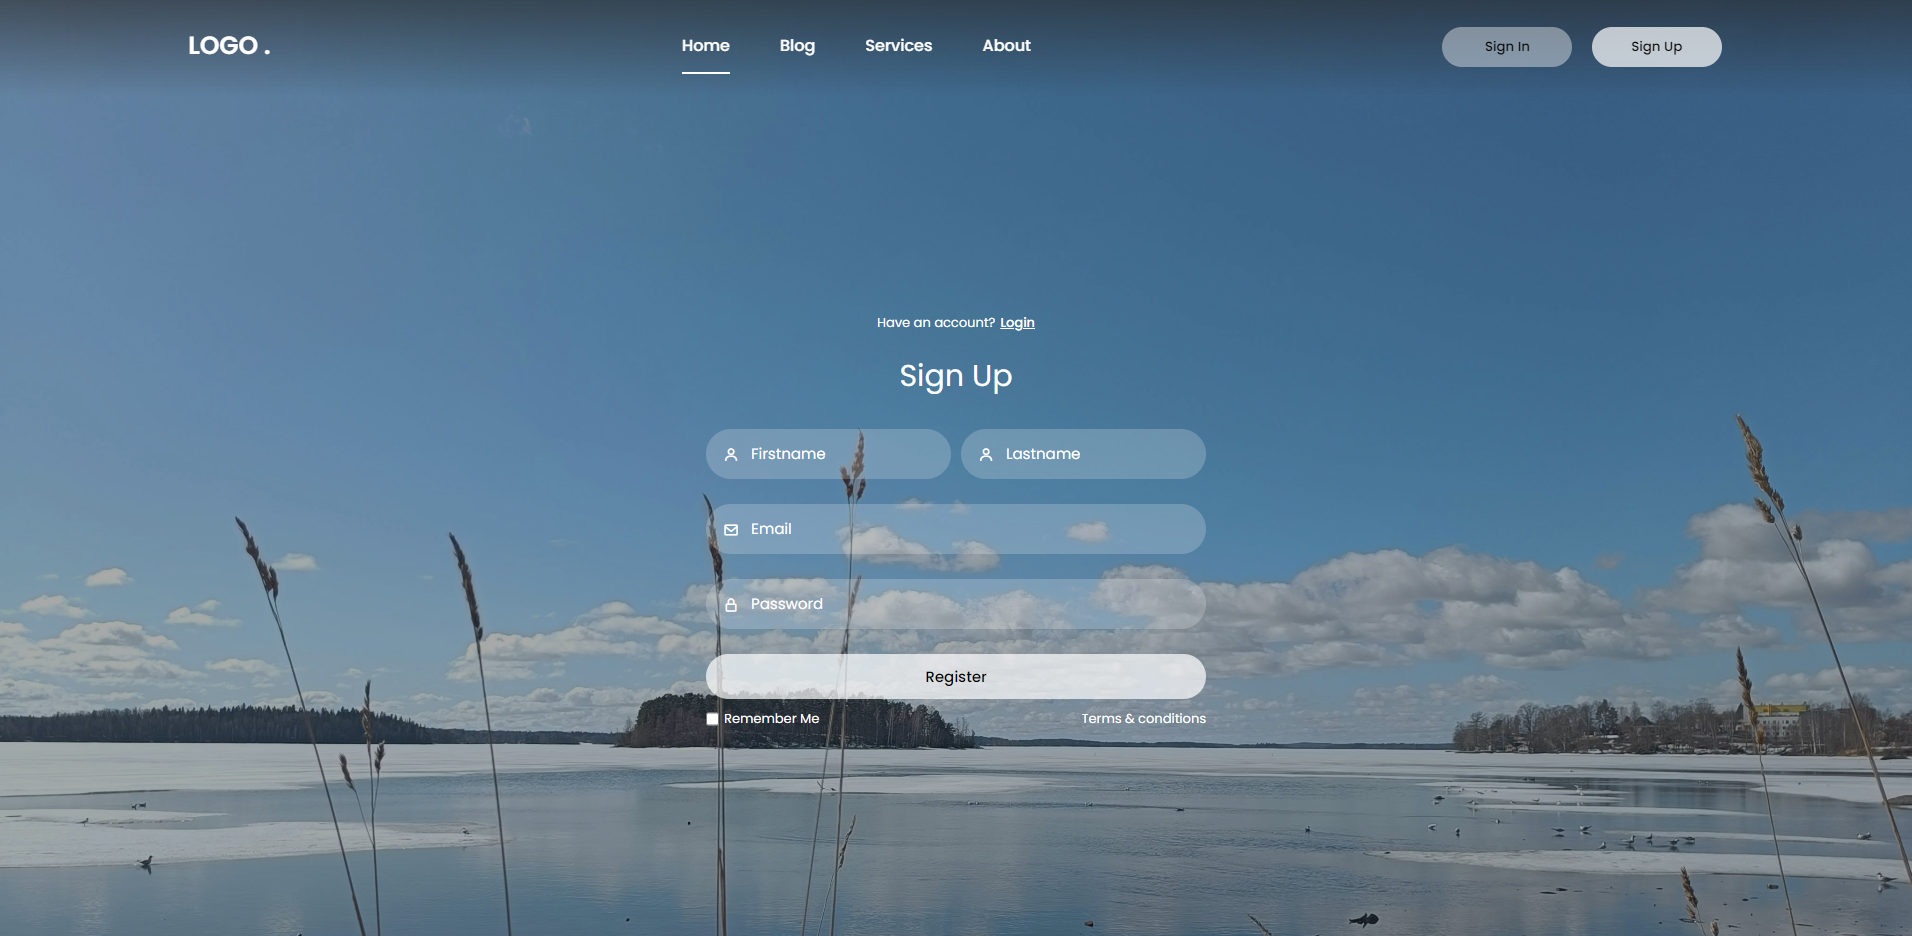 LOGO .
Home Blog Services About
Sign In Sign Up
Have an account? Login
Sign Up
Firstname Lastname
Email
Password
Register
Remember Me Terms & conditions